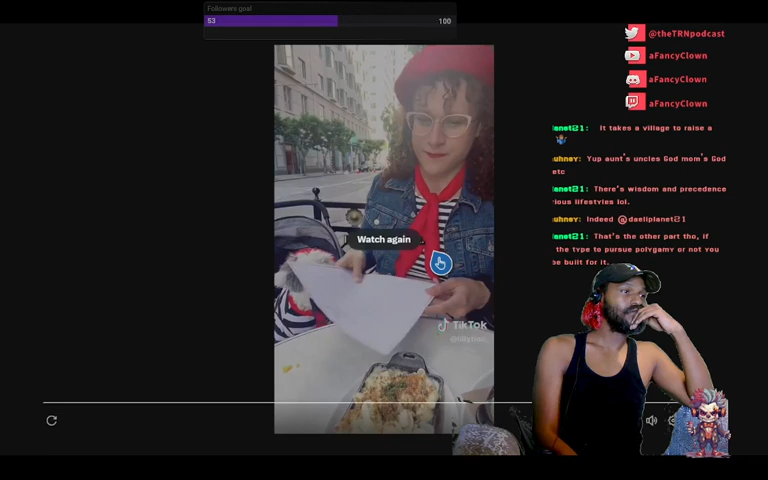 Followers goal
53
100
@theTRNpodcast
aFancyClown
aFancyClown
aFancyClown
It takes a village to raise a
Yup aunt's uncles God mom's God
etc
There's wisdom and precedence
lol.
Indeed @daeliplanet21
That's the other part tho, if
the type to pursue polygamy or not you
be built for it.
Watch again
TikTok